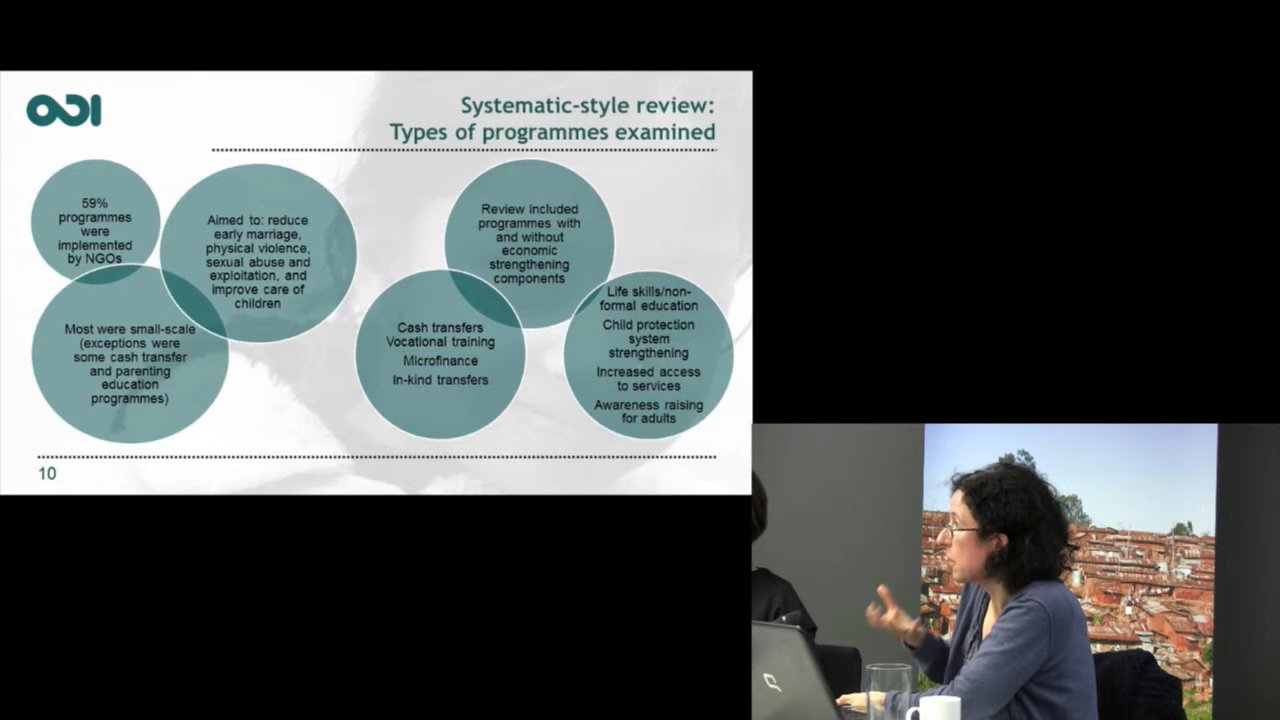 ODI
Systematic-style review:
Types of programmes examined
59%
programmes
were
implemented
by NGOs
Aimed to: reduce
early marriage,
physical violence,
sexual abuse and
exploitation, and
improve care of
children
Most were small-scale
(exceptions were
some cash transfer
and parenting
education
programmes)
Review included
programmes with
and without
economic
strengthening
components
Cash transfers
Vocational training
Microfinance
In-kind transfers
Life skills/non-
formal education
Child protection
system
strengthening
Increased access
to services
Awareness raising
for adults
10